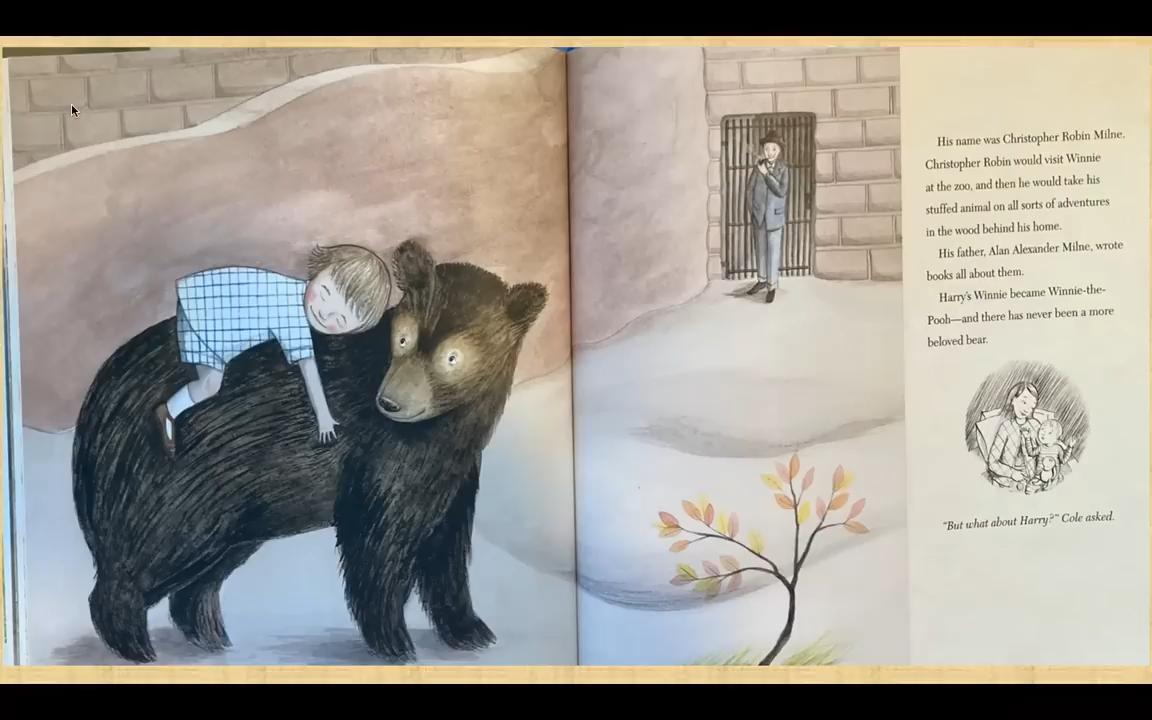 His name was Christopher Robin Milne.
Christopher Robin would visit Winnie
at the zoo, and then he would take his
stuffed animal on all sorts of adventures
in the wood behind his home.
His father, Alan Alexander Milne, wrote
books all about them.
Harry's Winnie became Winnie-the-
Pooh—and there has never been a more
beloved bear.
"But what about Harry?" Cole asked.